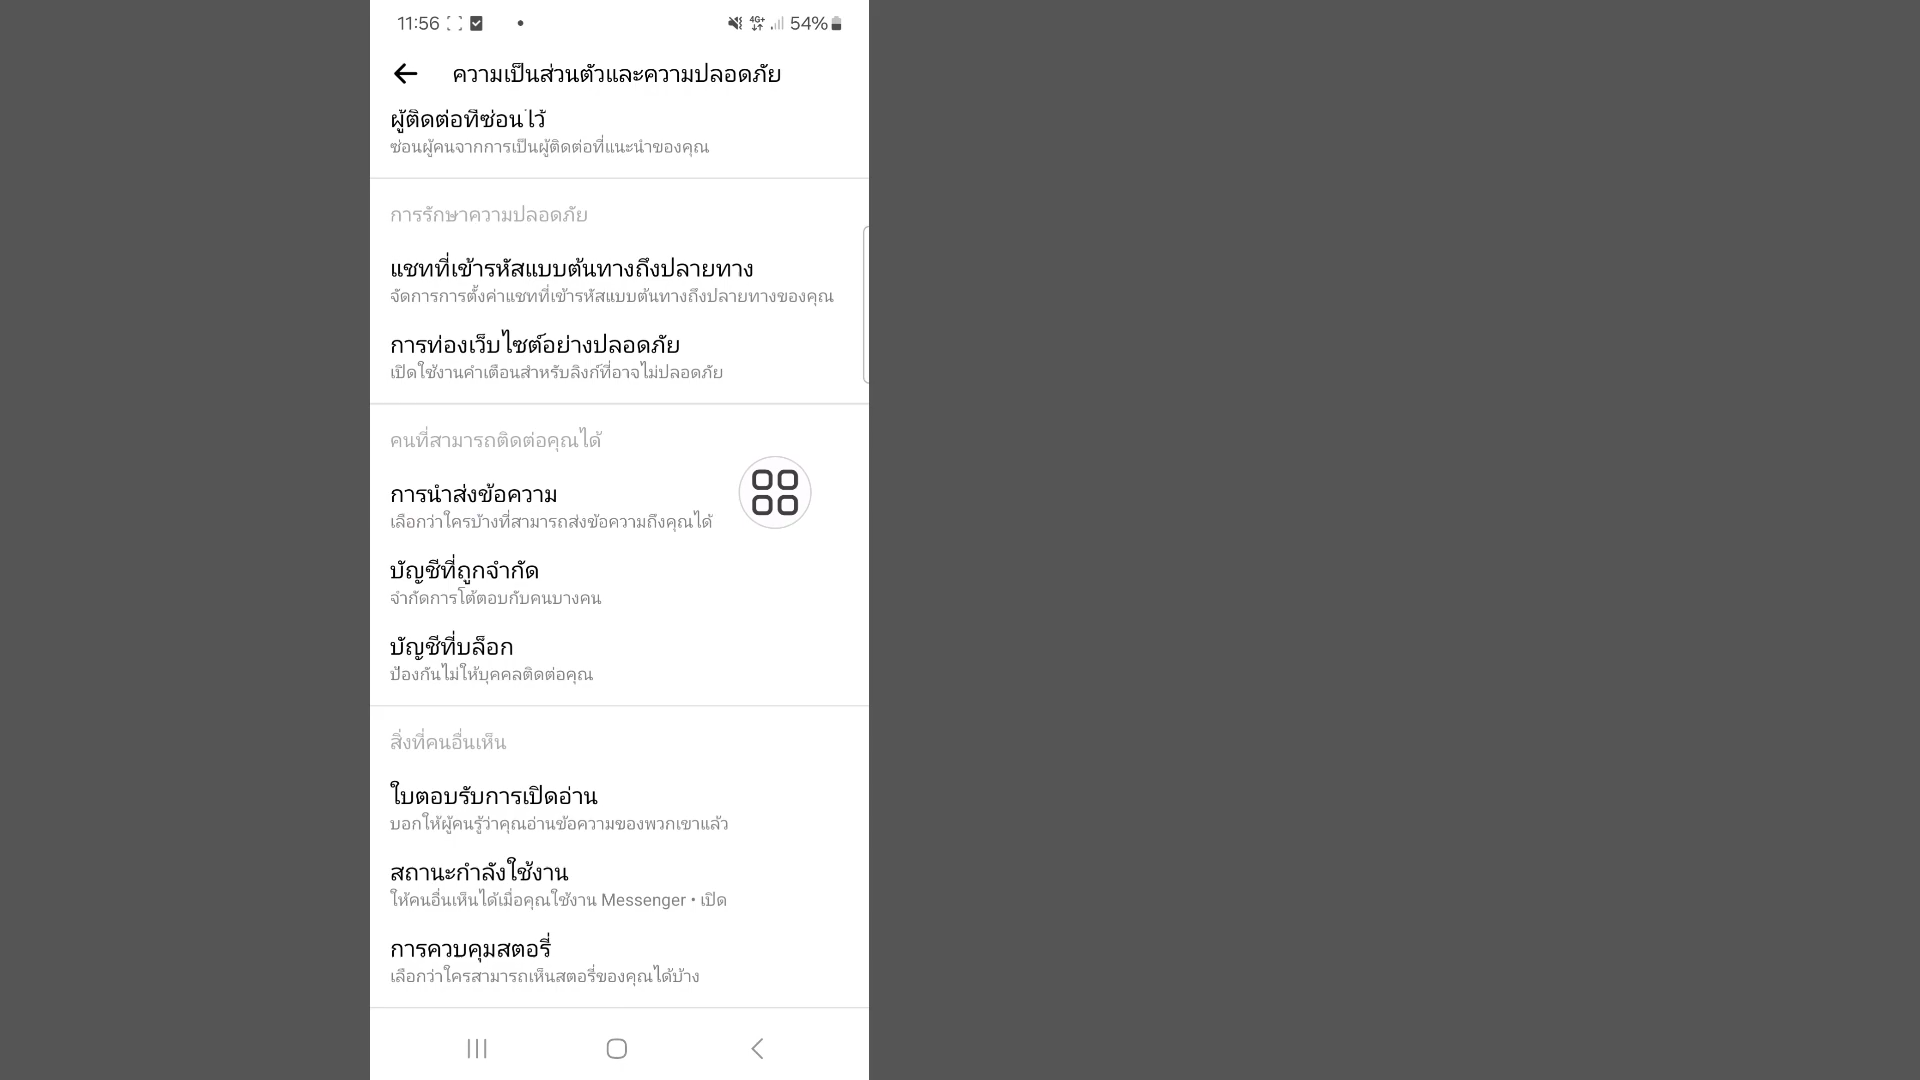 11:56 4G+ 54%
ความเป็นส่วนตัวและความปลอดภัย
ผู้ติดต่อที่ซ่อนไว้
ซ่อนผู้คนจากการเป็นผู้ติดต่อที่แนะนำของคุณ
การรักษาความปลอดภัย
แชทที่เข้ารหัสแบบต้นทางถึงปลายทาง
จัดการการตั้งค่าแชทที่เข้ารหัสแบบต้นทางถึงปลายทางของคุณ
การท่องเว็บไซต์อย่างปลอดภัย
เปิดใช้งานคำเตือนสำหรับลิงก์ที่อาจไม่ปลอดภัย
คนที่สามารถติดต่อคุณได้
การนำส่งข้อความ
เลือกว่าใครบ้างที่สามารถส่งข้อความถึงคุณได้
บัญชีที่ถูกจำกัด
จำกัดการโต้ตอบกับคนบางคน
บัญชีที่บล็อก
ป้องกันไม่ให้บุคคลติดต่อคุณ
สิ่งที่คนอื่นเห็น
ใบตอบรับการเปิดอ่าน
บอกให้ผู้คนรู้ว่าคุณอ่านข้อความของพวกเขาแล้ว
สถานะกำลังใช้งาน
ให้คนอื่นเห็นได้เมื่อคุณใช้งาน Messenger • เปิด
การควบคุมสตอรี่
เลือกว่าใครสามารถเห็นสตอรี่ของคุณได้บ้าง